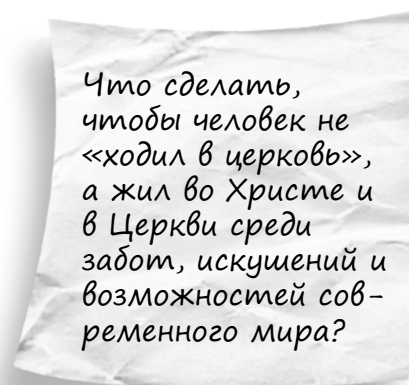 Что сделать,
чтобы человек не
«ходил в церковь»,
а жил во Христе и
в Церкви среди
забот, искушений и
возможностей сов-
ременного мира?